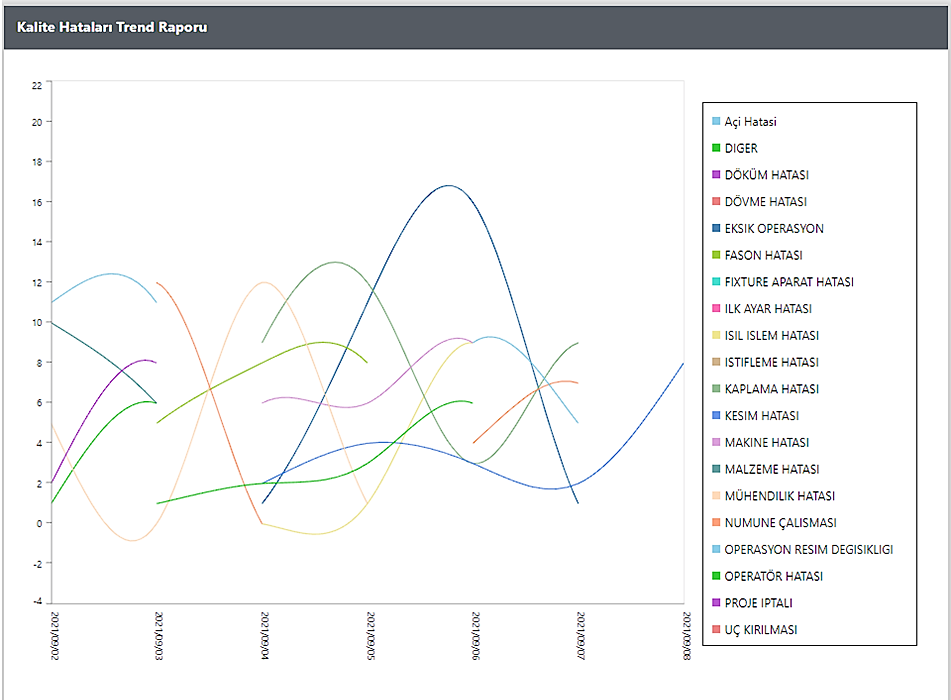 Kalite Hataları Trend Raporu
22
20
18
16
14
12
10
8
6
4
2
0
-2
-4
2021/09/02
2021/09/03
2021/09/04
2021/09/05
2021/09/06
2021/09/07
2021/09/08
Açi Hatasi
DIGER
DÖKÜM HATASI
DÖVME HATASI
EKSIK OPERASYON
FASON HATASI
FIXTURE APARAT HATASI
ILK AYAR HATASI
ISIL ISLEM HATASI
ISTIFLEME HATASI
KAPLAMA HATASI
KESIM HATASI
MAKINE HATASI
MALZEME HATASI
MÜHENDILIK HATASI
NUMUNE ÇALISMASI
OPERASYON RESIM DEGISIKLIGI
OPERATÖR HATASI
PROJE IPTALI
UÇ KIRILMASI